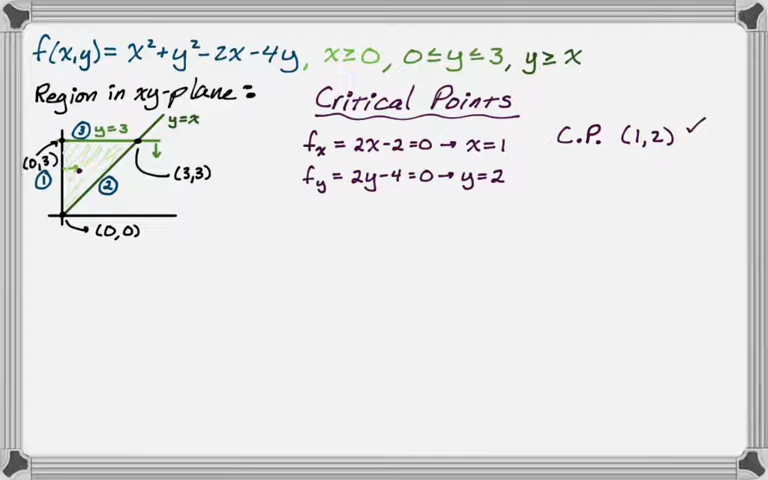 f(x,y) = x² + y² - 2x - 4y, x ≥ 0, 0 ≤ y ≤ 3, y ≥ x
Region in xy-plane:
③ y=3
y=x
(0,3)
①
②
(3,3)
(0,0)
Critical Points
fₓ = 2x-2 = 0 → x=1
f_y = 2y-4 = 0 → y=2
C.P. (1,2) ✓